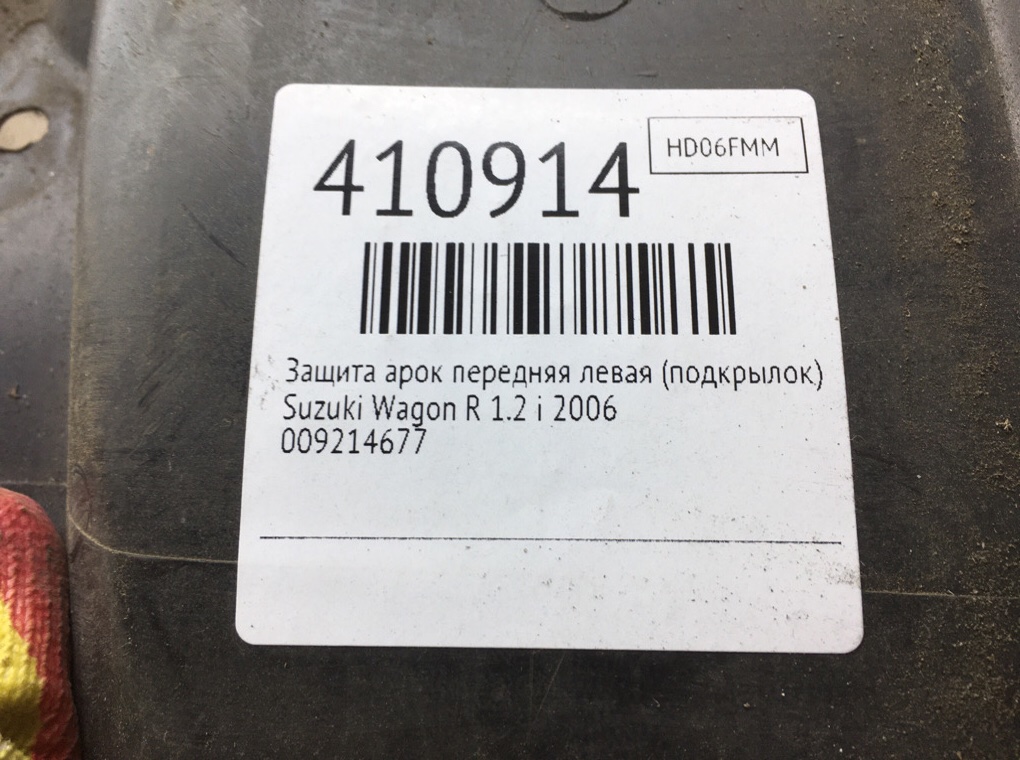 410914
HD06FMM
Защита арок передняя левая (подкрылок)
Suzuki Wagon R 1.2 i 2006
009214677